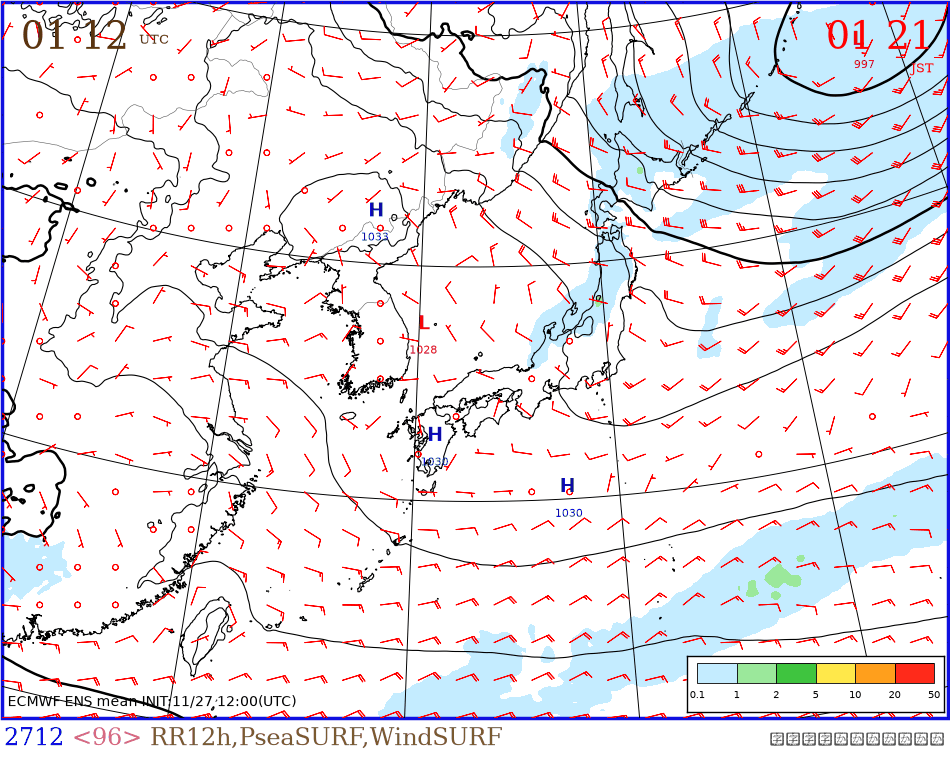 01 12 UTC
01 21 JST
L
997
H
1033
L
1028
H
1030
H
1030
0.1 1 2 5 10 20 50
ECMWF ENS mean INIT:11/27 12:00(UTC)
2712 <96> RR12h,PseaSURF,WindSURF